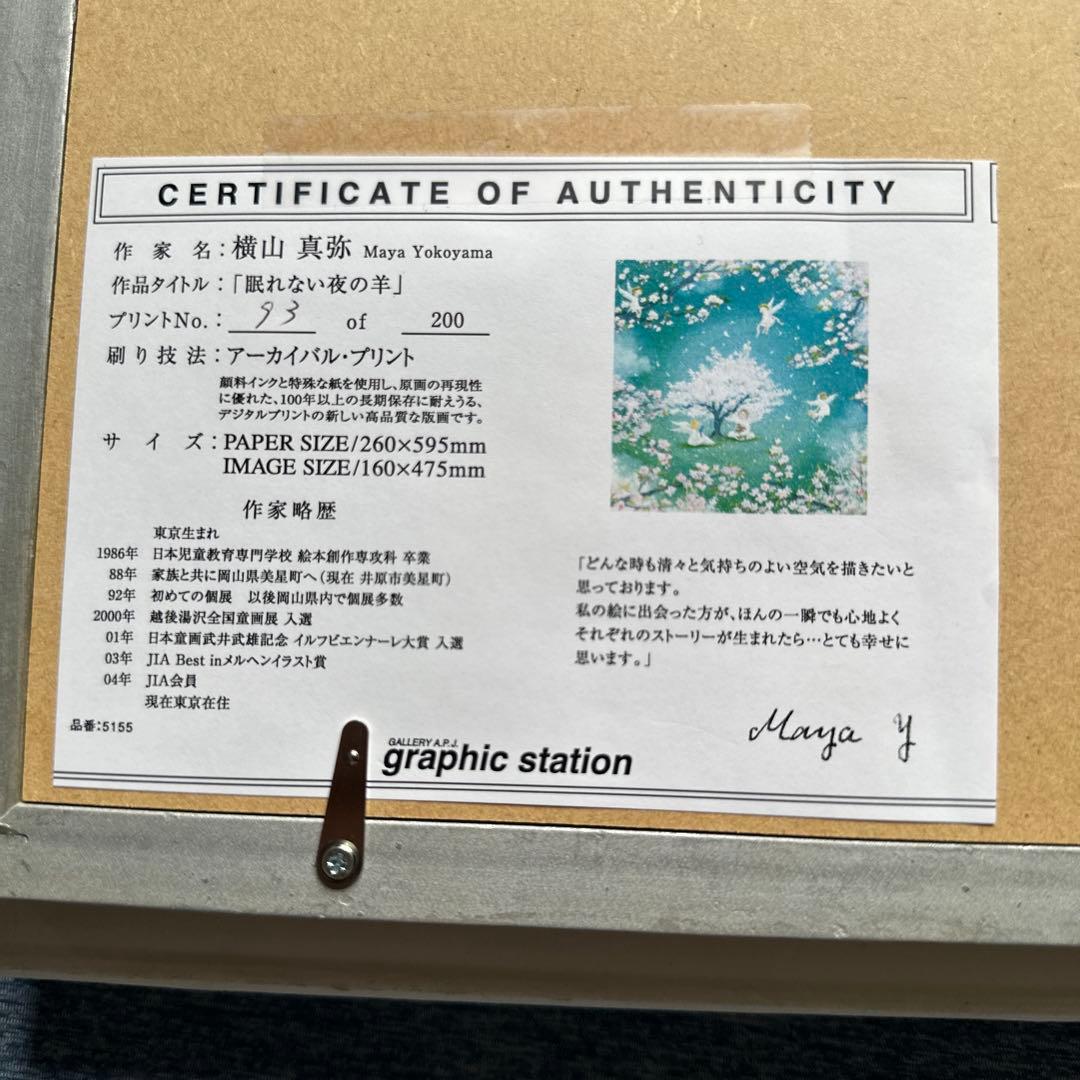 CERTIFICATE OF AUTHENTICITY
作家名：横山 真弥 Maya Yokoyama
作品タイトル：「眠れない夜の羊」
プリントNo.： 93 of 200
刷り技法：アーカイバル・プリント
顔料インクと特殊な紙を使用し、原画の再現性
に優れた、100年以上の長期保存に耐えうる、
デジタルプリントの新しい高品質な版画です。
サイズ：PAPER SIZE/260×595mm
IMAGE SIZE/160×475mm
作家略歴
東京生まれ
1986年 日本児童教育専門学校 絵本創作専攻科 卒業
88年 家族と共に岡山県美星町へ（現在 井原市美星町）
92年 初めての個展 以後岡山県内で個展多数
2000年 越後湯沢全国童画展 入選
01年 日本童画武井武雄記念 イルフビエンナーレ大賞 入選
03年 JIA Best inメルヘンイラスト賞
04年 JIA会員
現在東京在住
品番：5155
「どんな時も清々と気持ちのよい空気を描きたいと
思っております。
私の絵に出会った方が、ほんの一瞬でも心地よく
それぞれのストーリーが生まれたら…とても幸せに
思います。」
Maya Y
GALLERY A.P.J.
graphic station